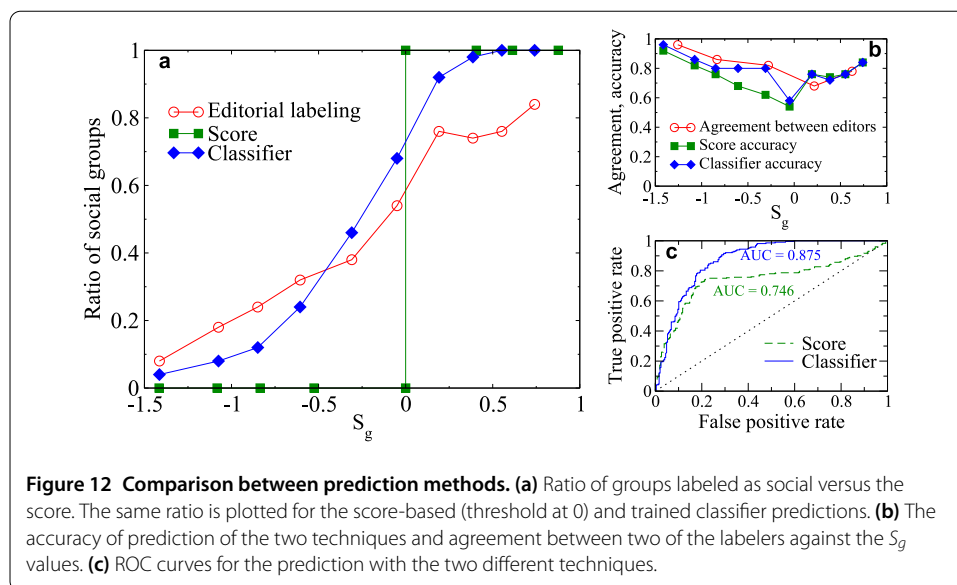 a
1
0.8
0.6
0.4
0.2
0
Ratio of social groups
Editorial labeling
Score
Classifier
-1.5 -1 -0.5 0 0.5 1
S_g
b
1
0.8
0.6
0.4
0.2
0
Agreement, accuracy
Agreement between editors
Score accuracy
Classifier accuracy
-1.5 -1 -0.5 0 0.5 1
S_g
c
1
0.8
0.6
0.4
0.2
0
True positive rate
AUC = 0.875
AUC = 0.746
Score
Classifier
0 0.2 0.4 0.6 0.8 1
False positive rate
Figure 12 Comparison between prediction methods. (a) Ratio of groups labeled as social versus the
score. The same ratio is plotted for the score-based (threshold at 0) and trained classifier predictions. (b) The
accuracy of prediction of the two techniques and agreement between two of the labelers against the S_g
values. (c) ROC curves for the prediction with the two different techniques.